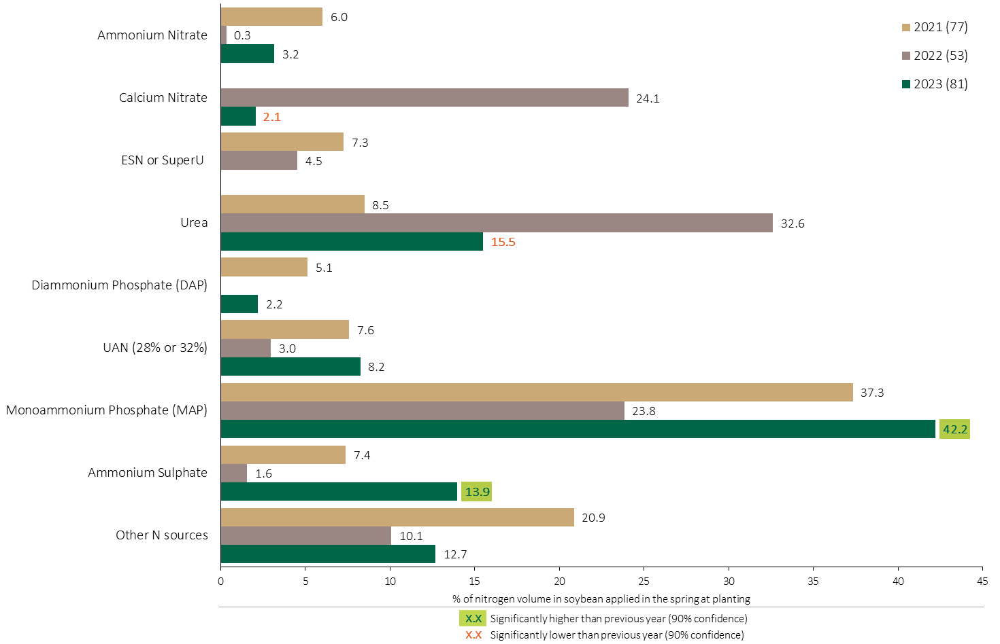 2021 (77)
2022 (53)
2023 (81)
Ammonium Nitrate
6.0
0.3
3.2
Calcium Nitrate
24.1
2.1
ESN or SuperU
7.3
4.5
Urea
8.5
32.6
15.5
Diammonium Phosphate (DAP)
5.1
2.2
UAN (28% or 32%)
7.6
3.0
8.2
Monoammonium Phosphate (MAP)
37.3
23.8
42.2
Ammonium Sulphate
7.4
1.6
13.9
Other N sources
20.9
10.1
12.7
0 5 10 15 20 25 30 35 40 45
% of nitrogen volume in soybean applied in the spring at planting
X.X Significantly higher than previous year (90% confidence)
X.X Significantly lower than previous year (90% confidence)